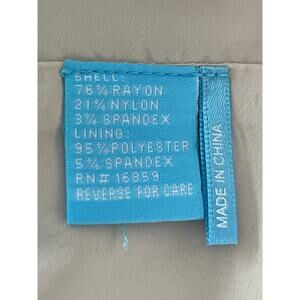 SHELL:
76% RAYON
21% NYLON
3% SPANDEX
LINING:
95% POLYESTER
5% SPANDEX
RN# 16859
REVERSE FOR CARE
MADE IN CHINA